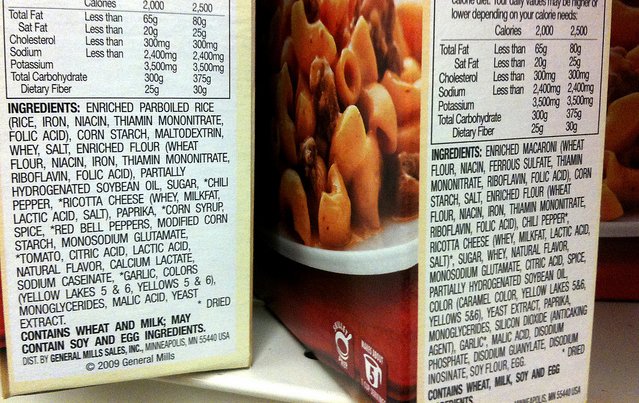 Calories 2,000 2,500
Total Fat Less than 65g 80g
Sat Fat Less than 20g 25g
Cholesterol Less than 300mg 300mg
Sodium Less than 2,400mg 2,400mg
Potassium 3,500mg 3,500mg
Total Carbohydrate 300g 375g
Dietary Fiber 25g 30g
INGREDIENTS: ENRICHED PARBOILED RICE
(RICE, IRON, NIACIN, THIAMIN MONONITRATE,
FOLIC ACID), CORN STARCH, MALTODEXTRIN,
WHEY, SALT, ENRICHED FLOUR (WHEAT
FLOUR, NIACIN, IRON, THIAMIN MONONITRATE,
RIBOFLAVIN, FOLIC ACID), PARTIALLY
HYDROGENATED SOYBEAN OIL, SUGAR, *CHILI
PEPPER, *RICOTTA CHEESE (WHEY, MILKFAT,
LACTIC ACID, SALT), PAPRIKA, *CORN SYRUP,
SPICE, *RED BELL PEPPERS, MODIFIED CORN
STARCH, MONOSODIUM GLUTAMATE,
*TOMATO, CITRIC ACID, LACTIC ACID,
NATURAL FLAVOR, CALCIUM LACTATE,
SODIUM CASEINATE, *GARLIC, COLORS
(YELLOW LAKES 5 & 6, YELLOWS 5 & 6),
MONOGLYCERIDES, MALIC ACID, YEAST
EXTRACT. * DRIED
CONTAINS WHEAT AND MILK; MAY
CONTAIN SOY AND EGG INGREDIENTS.
DIST. BY GENERAL MILLS SALES, INC., MINNEAPOLIS, MN 55440 USA
© 2009 General Mills
calorie diet. Your daily values may be higher or
lower depending on your calorie needs:
Calories 2,000 2,500
Total Fat Less than 65g 80g
Sat Fat Less than 20g 25g
Cholesterol Less than 300mg 300mg
Sodium Less than 2,400mg 2,400mg
Potassium 3,500mg 3,500mg
Total Carbohydrate 300g 375g
Dietary Fiber 25g 30g
INGREDIENTS: ENRICHED MACARONI (WHEAT
FLOUR, NIACIN, FERROUS SULFATE, THIAMIN
MONONITRATE, RIBOFLAVIN, FOLIC ACID), CORN
STARCH, SALT, ENRICHED FLOUR (WHEAT
FLOUR, NIACIN, IRON, THIAMIN MONONITRATE,
RIBOFLAVIN, FOLIC ACID), CHILI PEPPER*,
RICOTTA CHEESE (WHEY, MILKFAT, LACTIC ACID,
SALT)*, SUGAR, WHEY, NATURAL FLAVOR,
MONOSODIUM GLUTAMATE, CITRIC ACID, SPICE,
PARTIALLY HYDROGENATED SOYBEAN OIL,
COLOR (CARAMEL COLOR, YELLOW LAKES 5&6,
YELLOWS 5&6), YEAST EXTRACT, PAPRIKA,
MONOGLYCERIDES, SILICON DIOXIDE (ANTICAKING
AGENT), GARLIC*, MALIC ACID, DISODIUM
PHOSPHATE, DISODIUM GUANYLATE, DISODIUM
INOSINATE, SOY FLOUR, EGG. * DRIED
CONTAINS WHEAT, MILK, SOY AND EGG
MINNEAPOLIS, MN 55440 USA
5